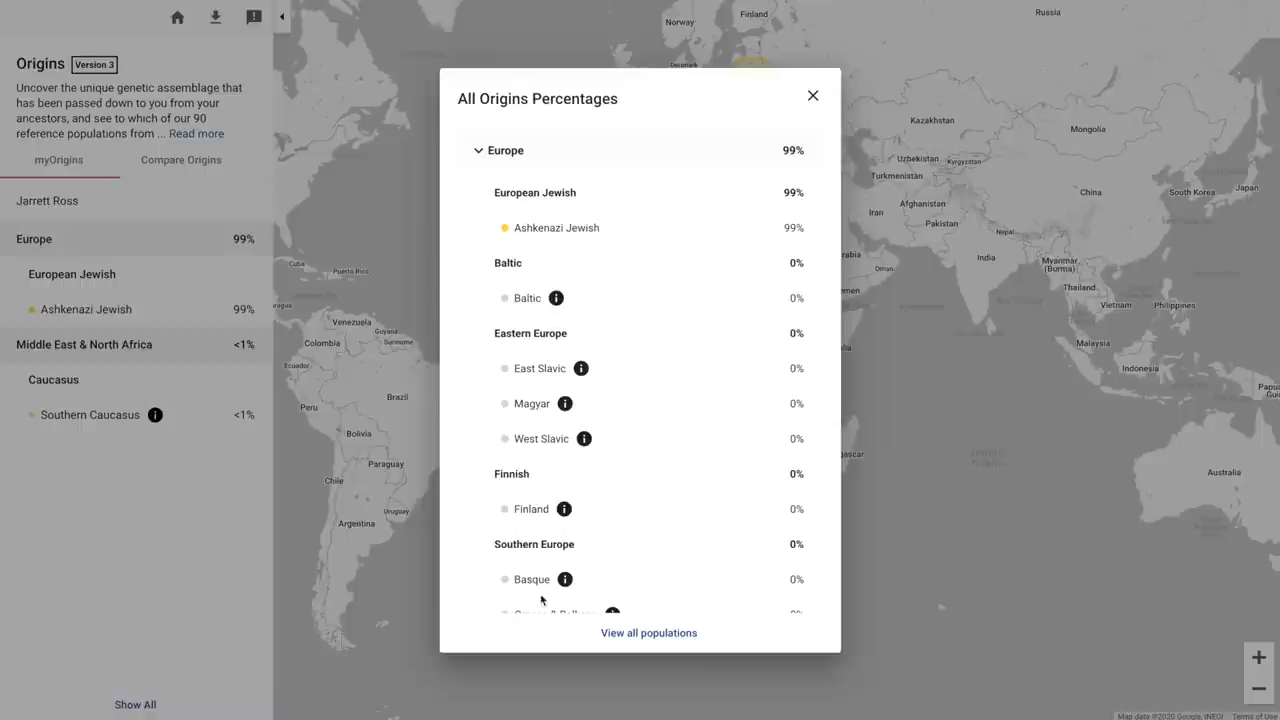 Origins Version 3
Uncover the unique genetic assemblage that
has been passed down to you from your
ancestors, and see to which of our 90
reference populations from ... Read more
myOrigins Compare Origins
Jarrett Ross
Europe 99%
European Jewish
Ashkenazi Jewish 99%
Middle East & North Africa <1%
Caucasus
Southern Caucasus <1%
Show All
All Origins Percentages
Europe 99%
European Jewish 99%
Ashkenazi Jewish 99%
Baltic 0%
Baltic 0%
Eastern Europe 0%
East Slavic 0%
Magyar 0%
West Slavic 0%
Finnish 0%
Finland 0%
Southern Europe 0%
Basque 0%
View all populations
Norway
Finland
Russia
Denmark
Kazakhstan
Mongolia
Uzbekistan
Kyrgyzstan
Turkmenistan
China
South Korea
Japan
Afghanistan
Iran
Pakistan
Nepal
India
Oman
Myanmar
(Burma)
Thailand
Vietnam
Philippines
Malaysia
Indonesia
Australia
Cuba
Puerto Rico
Venezuela
Guyana
Suriname
Colombia
Ecuador
Peru
Brazil
Bolivia
Paraguay
Chile
Uruguay
Argentina
Map data ©2020 Google, INEGI Terms of Use